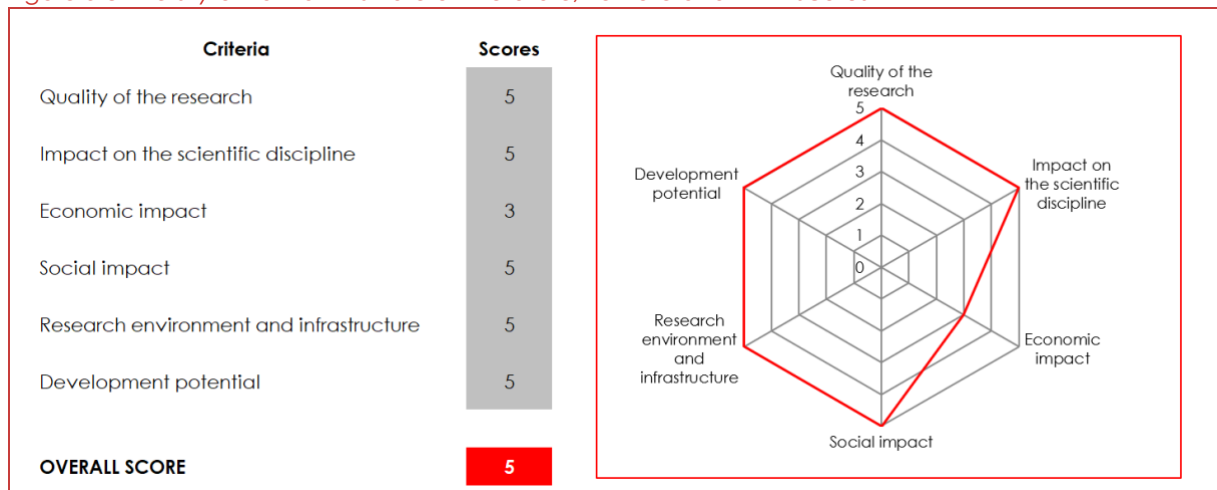 Criteria Scores
Quality of the research 5
Impact on the scientific discipline 5
Economic impact 3
Social impact 5
Research environment and infrastructure 5
Development potential 5
OVERALL SCORE 5
Quality of the
research
5
4
3
2
1
0
Impact on
the scientific
discipline
Economic
impact
Social impact
Research
environment
and
infrastructure
Development
potential